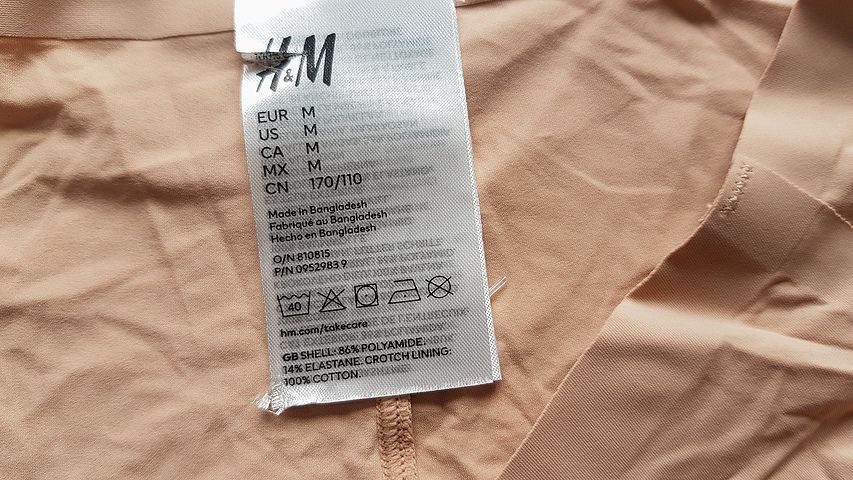 H&M
EUR M
US M
CA M
MX M
CN 170/110
Made in Bangladesh
Fabriqué au Bangladesh
Hecho en Bangladesh
O/N 810815
P/N 0952983 9
40
hm.com/takecare
GB SHELL: 86% POLYAMIDE.
14% ELASTANE. CROTCH LINING:
100% COTTON.